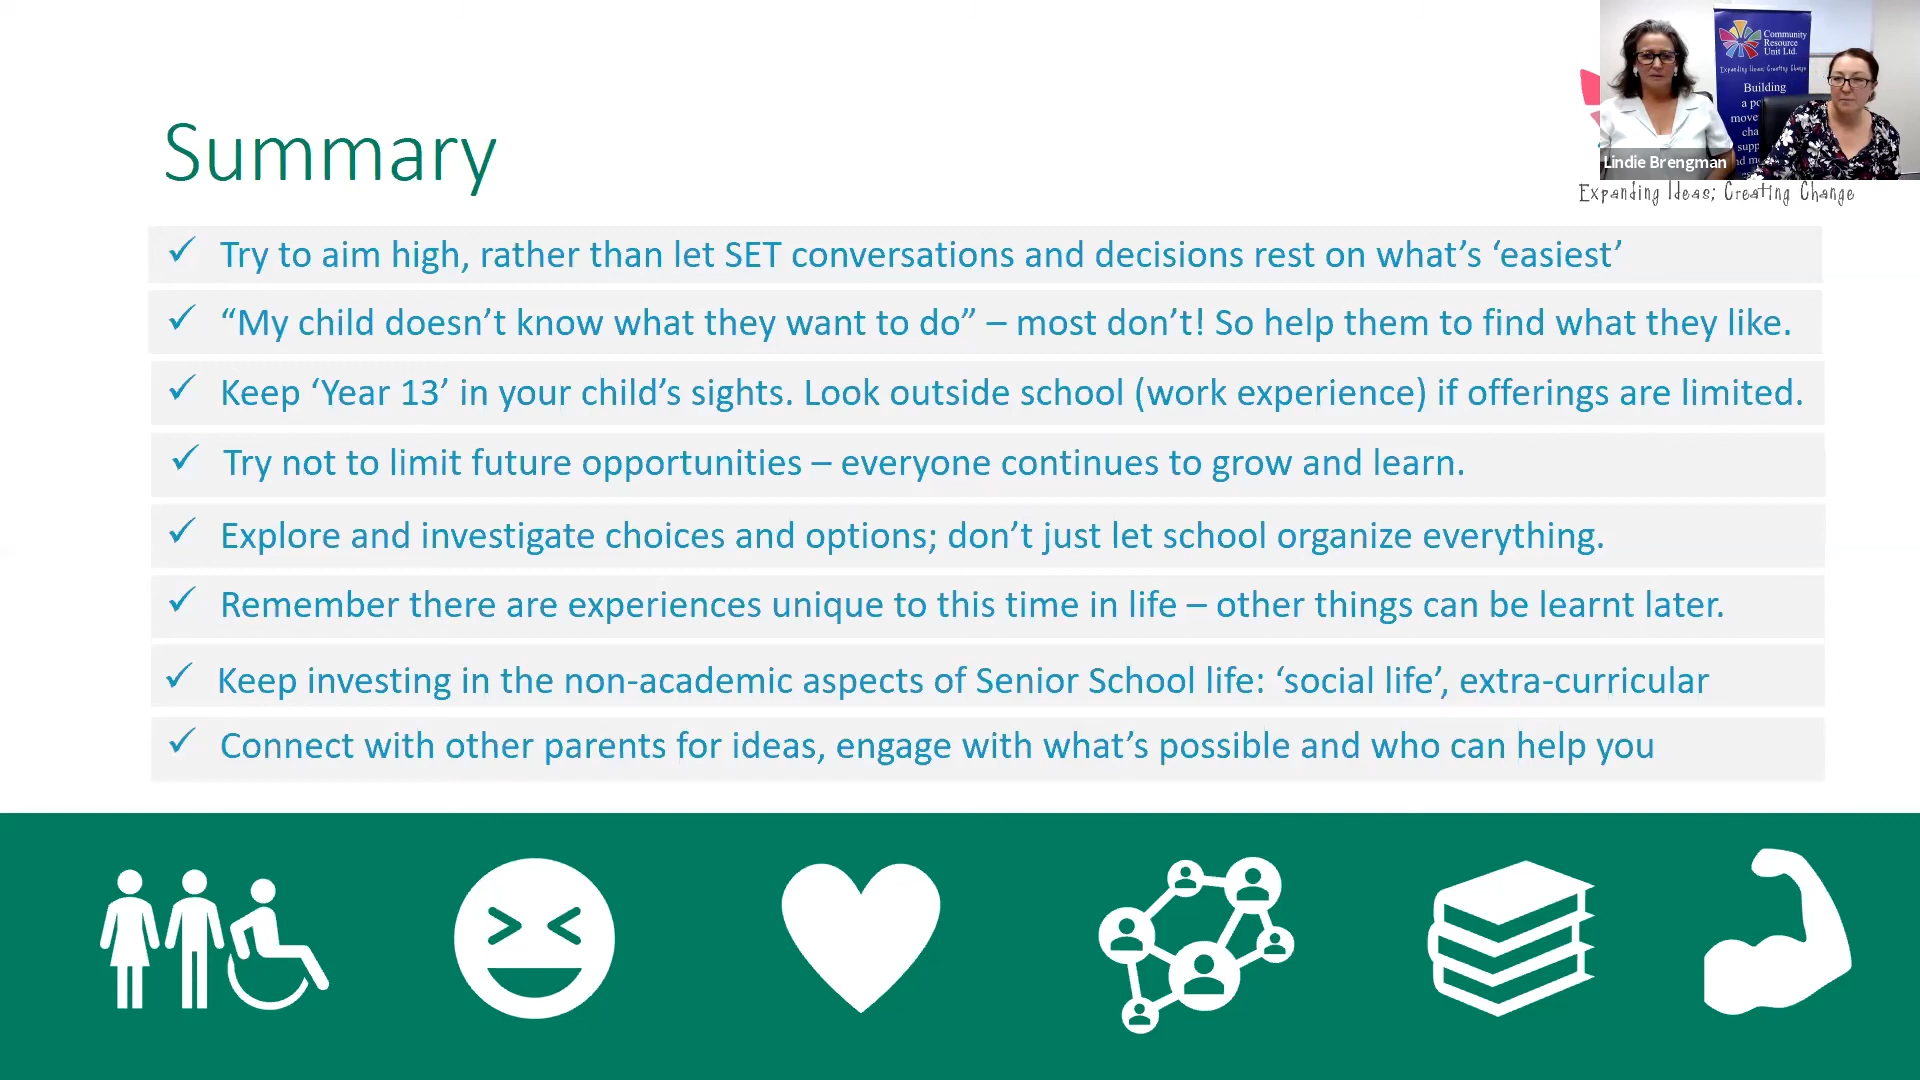 Summary
Community
Resource
Unit Ltd.
Expanding Ideas; Creating Change
Building
Lindie Brengman
Expanding Ideas; Creating Change
✓ Try to aim high, rather than let SET conversations and decisions rest on what’s ‘easiest’
✓ “My child doesn’t know what they want to do” – most don’t! So help them to find what they like.
✓ Keep ‘Year 13’ in your child’s sights. Look outside school (work experience) if offerings are limited.
✓ Try not to limit future opportunities – everyone continues to grow and learn.
✓ Explore and investigate choices and options; don’t just let school organize everything.
✓ Remember there are experiences unique to this time in life – other things can be learnt later.
✓ Keep investing in the non-academic aspects of Senior School life: ‘social life’, extra-curricular
✓ Connect with other parents for ideas, engage with what’s possible and who can help you